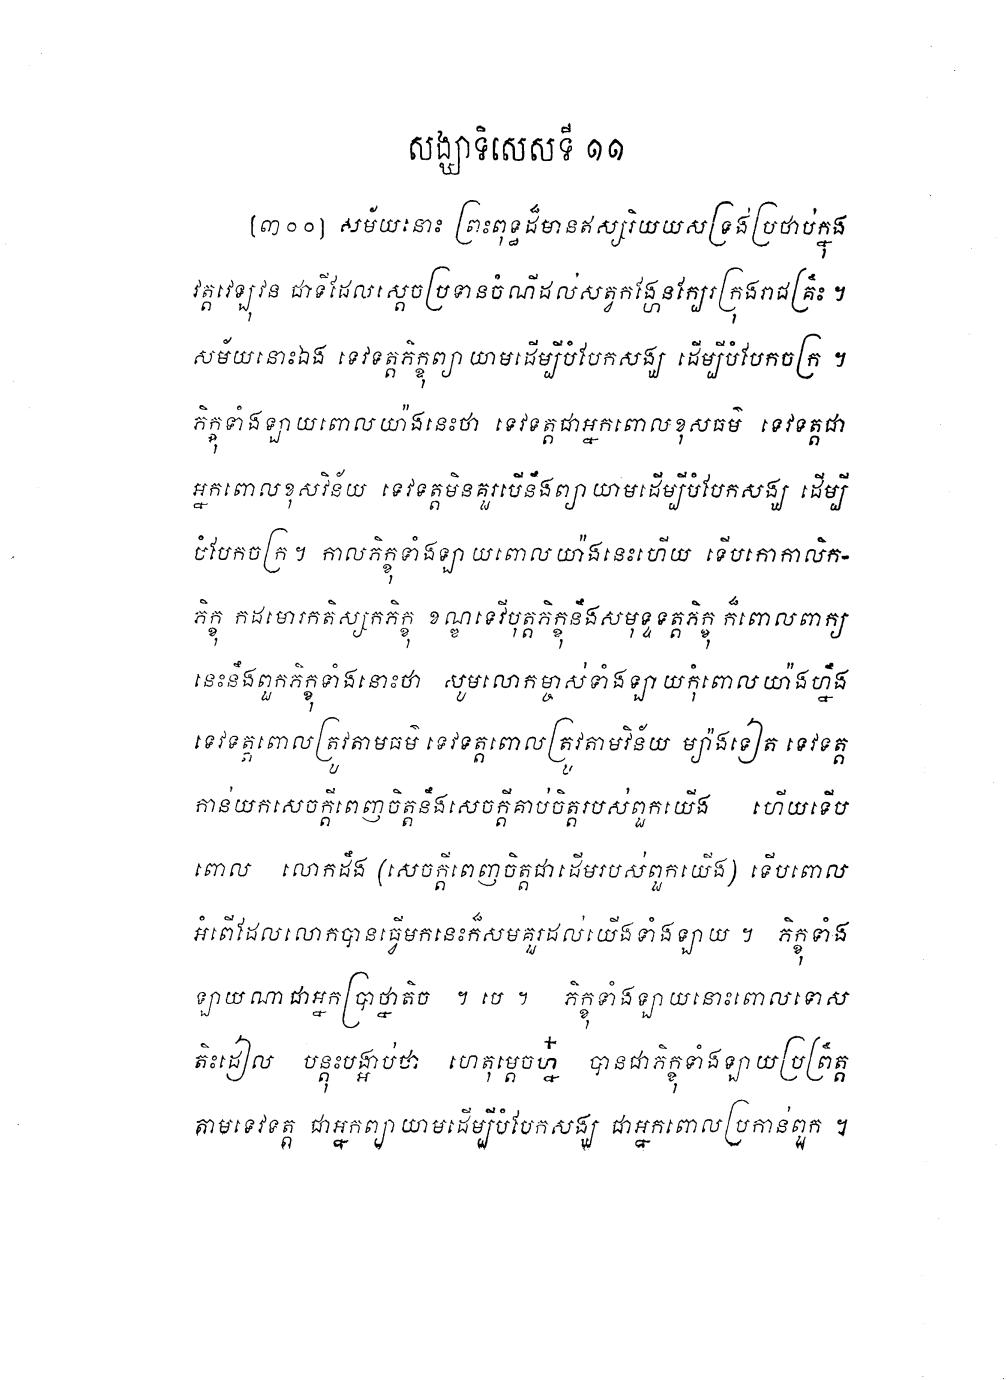 សង្ឃាទិសេសទី ១១
(៣០០) សម័យនោះ ព្រះពុទ្ធដ៏មានឥស្សរិយយសទ្រង់ប្រថាប់ក្នុង
វត្តវេឡុវន ជាទីដែលស្តេចប្រទានចំណីដល់សត្វកង្ហែនក្បែរក្រុងរាជគ្រឹះ ។
សម័យនោះឯង ទេវទត្តភិក្ខុព្យាយាមដើម្បីបំបែកសង្ឃ ដើម្បីបំបែកចក្រ ។
ភិក្ខុទាំងឡាយពោលយ៉ាងនេះថា ទេវទត្តជាអ្នកពោលខុសធម៌ ទេវទត្តជា
អ្នកពោលខុសវិន័យ ទេវទត្តមិនគួរបើនឹងព្យាយាមដើម្បីបំបែកសង្ឃ ដើម្បី
បំបែកចក្រ ។ កាលភិក្ខុទាំងឡាយពោលយ៉ាងនេះហើយ ទើបកោកាលិក-
ភិក្ខុ កដមោរកតិស្សកភិក្ខុ ខណ្ឌទេវីបុត្តភិក្ខុនឹងសមុទ្ទទត្តភិក្ខុ ក៏ពោលពាក្យ
នេះនឹងពួកភិក្ខុទាំងនោះថា សូមលោកម្ចាស់ទាំងឡាយកុំពោលយ៉ាងហ្នឹង
ទេវទត្តពោលត្រូវតាមធម៌ ទេវទត្តពោលត្រូវតាមវិន័យ ម្យ៉ាងទៀត ទេវទត្ត
កាន់យកសេចក្តីពេញចិត្តនឹងសេចក្តីគាប់ចិត្តរបស់ពួកយើង ហើយទើប
ពោល លោកដឹង (សេចក្តីពេញចិត្តជាដើមរបស់ពួកយើង) ទើបពោល
អំពើដែលលោកបានធ្វើមកនេះក៏សមគួរដល់យើងទាំងឡាយ ។ ភិក្ខុទាំង
ឡាយណាជាអ្នកប្រាថ្នាតិច ។ បេ ។ ភិក្ខុទាំងឡាយនោះពោលទោស
តិះដៀល បន្តុះបង្អាប់ថា ហេតុម្តេចហ្ន៎ បានជាភិក្ខុទាំងឡាយប្រព្រឹត្ត
តាមទេវទត្ត ជាអ្នកព្យាយាមដើម្បីបំបែកសង្ឃ ជាអ្នកពោលប្រកាន់ពួក ។